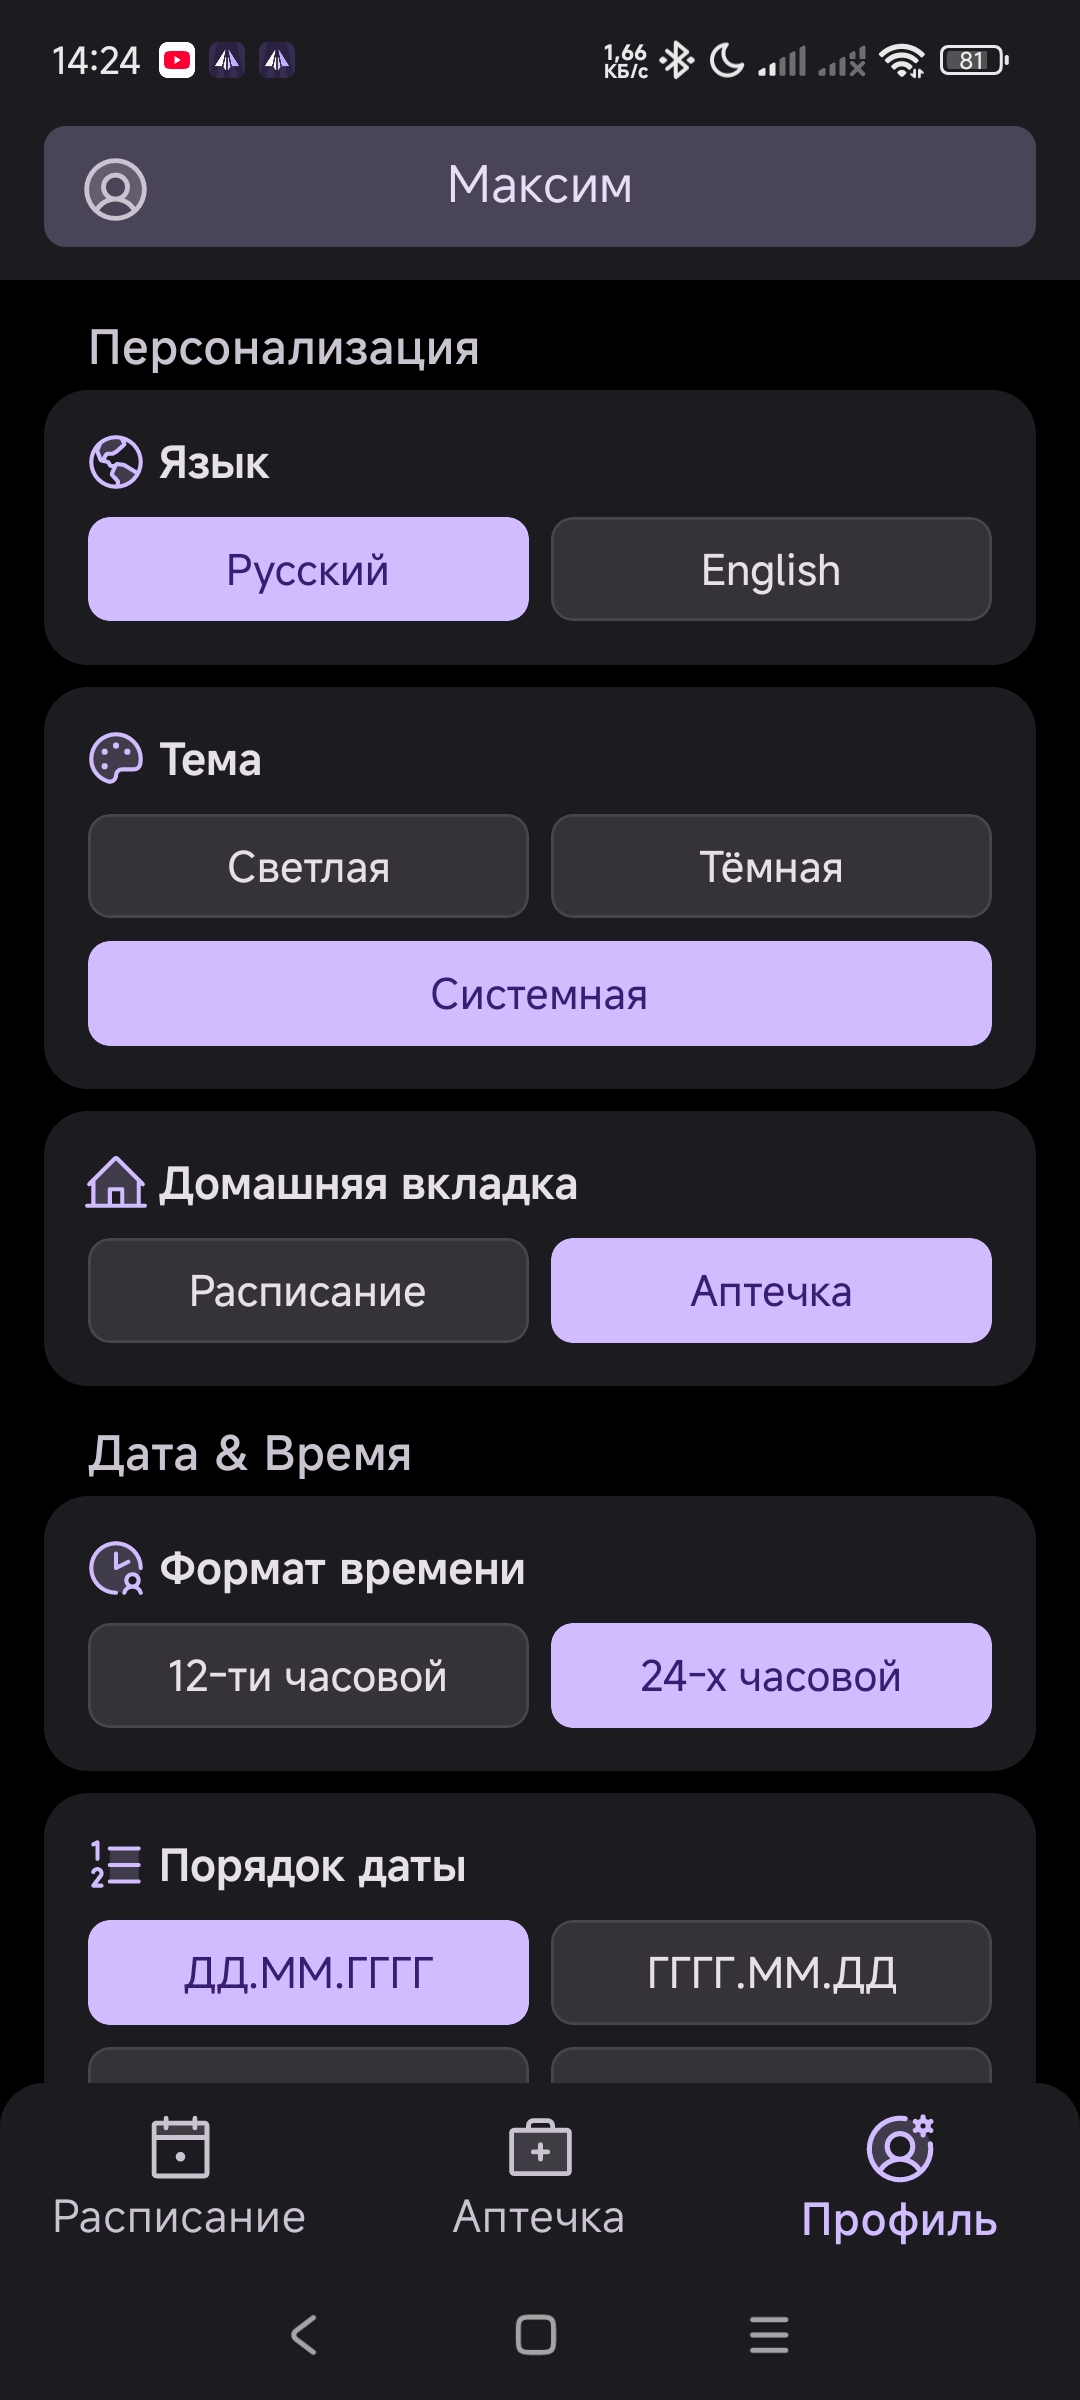 14:24
1,66
КБ/с
81
Максим
Персонализация
Язык
Русский
English
Тема
Светлая
Тёмная
Системная
Домашняя вкладка
Расписание
Аптечка
Дата & Время
Формат времени
12-ти часовой
24-х часовой
Порядок даты
ДД.ММ.ГГГГ
ГГГГ.ММ.ДД
Расписание
Аптечка
Профиль